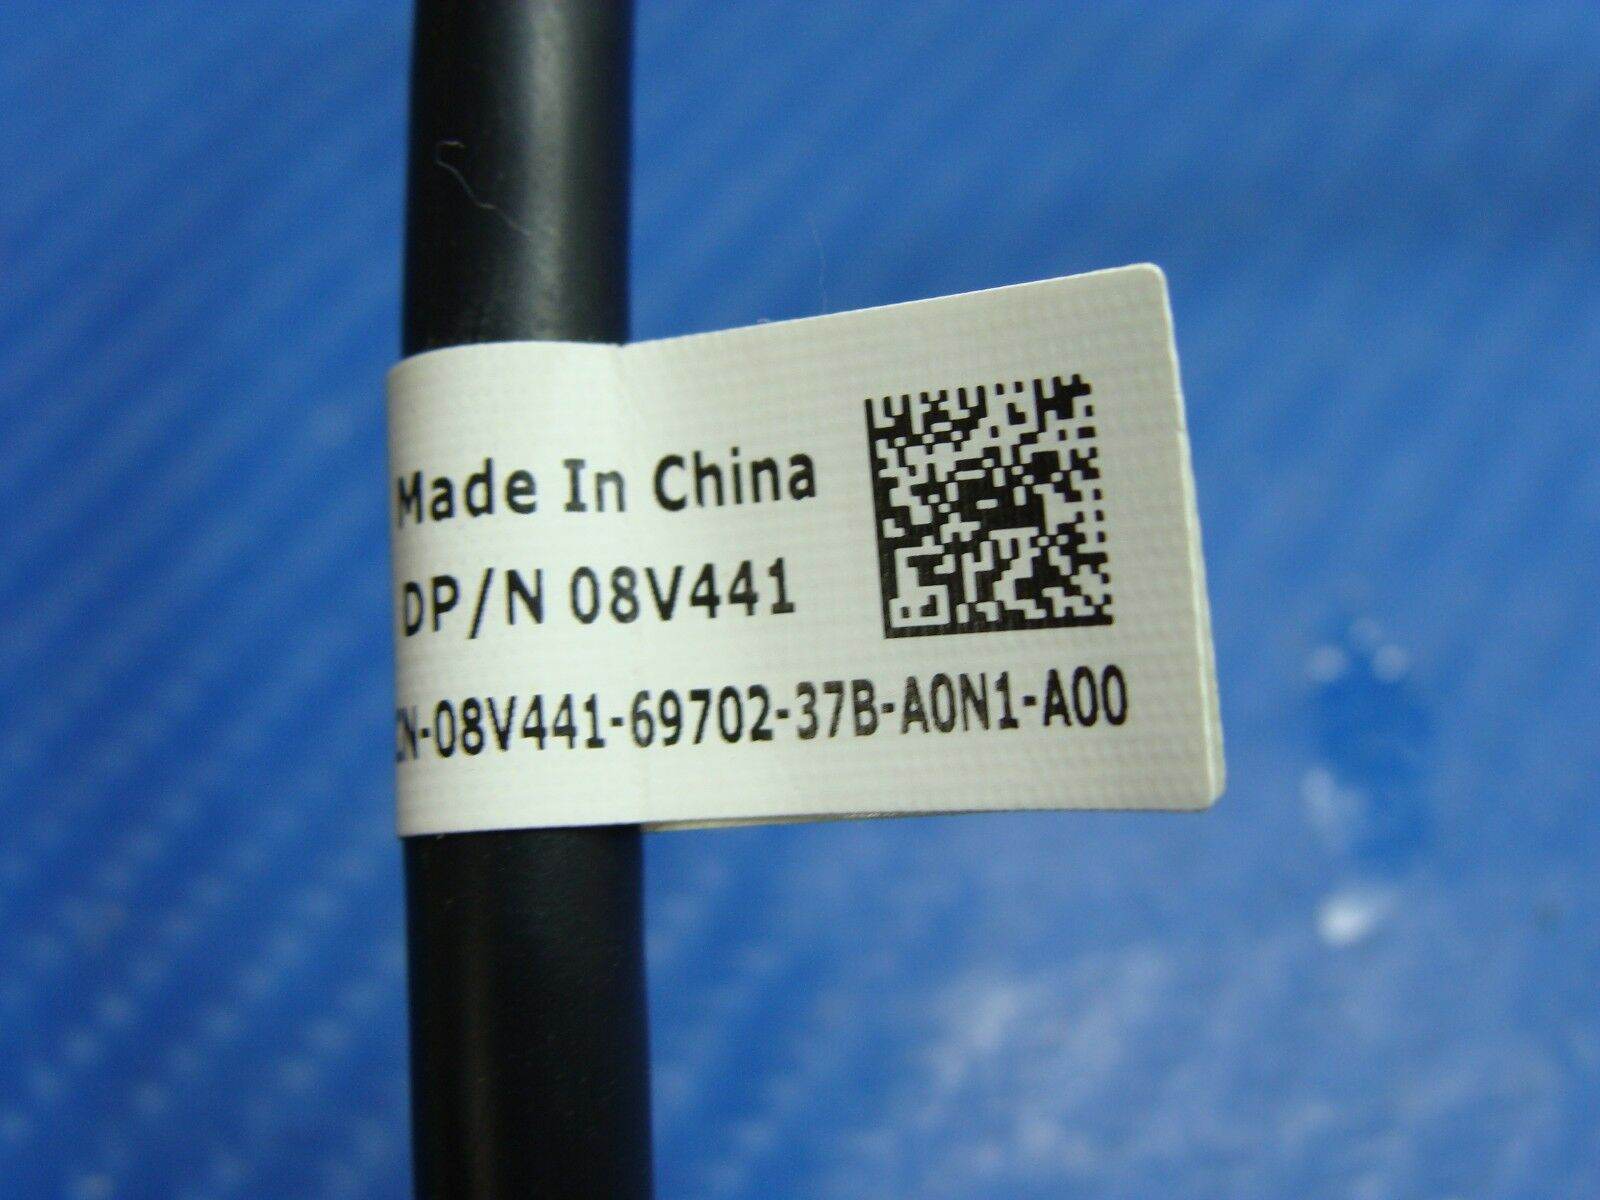 Made In China
DP/N 08V441
CN-08V441-69702-37B-A0N1-A00